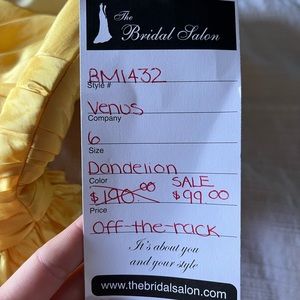 The
Bridal Salon
BM1432
Style #
Venus
Company
6
Size
Dandelion
Color SALE
$190.00 $99.00
Price
off-the-rack
It's about you
and your style
www.thebridalsalon.com